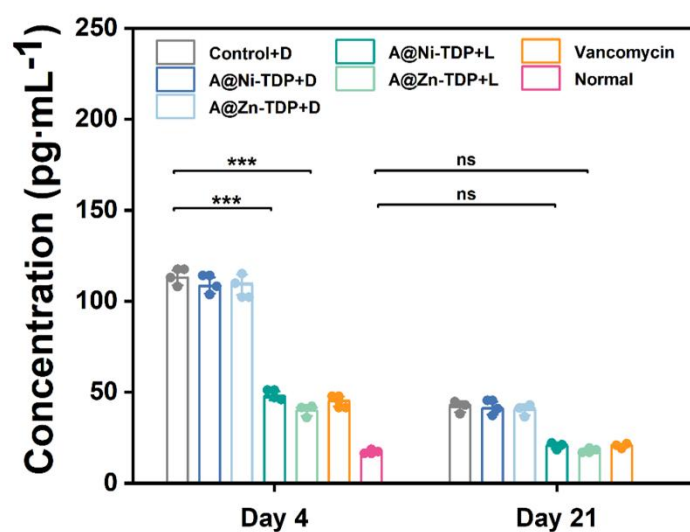 Concentration (pg·mL⁻¹)
250
200
150
100
50
0
Control+D
A@Ni-TDP+D
A@Zn-TDP+D
A@Ni-TDP+L
A@Zn-TDP+L
Vancomycin
Normal
***
***
ns
ns
Day 4
Day 21